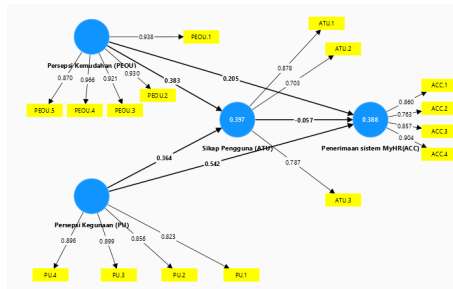 ATU.1
0.938
PEOU.1
ATU.2
Persepsi Kemudahan (PEOU)
0.878
0.870
0.966
0.921
0.930
0.703
0.205
ACC.1
PEOU.2
0.383
0.860
PEOU.5
PEOU.4
PEOU.3
ACC.2
0.763
0.397
-0.057
0.388
ACC.3
Sikap Pengguna (ATU)
Penerimaan sistem MyHR(ACC)
0.904
ACC.4
0.364
0.787
0.542
ATU.3
Persepsi Kegunaan (PU)
0.896
0.899
0.856
0.823
PU.4
PU.3
PU.2
PU.1